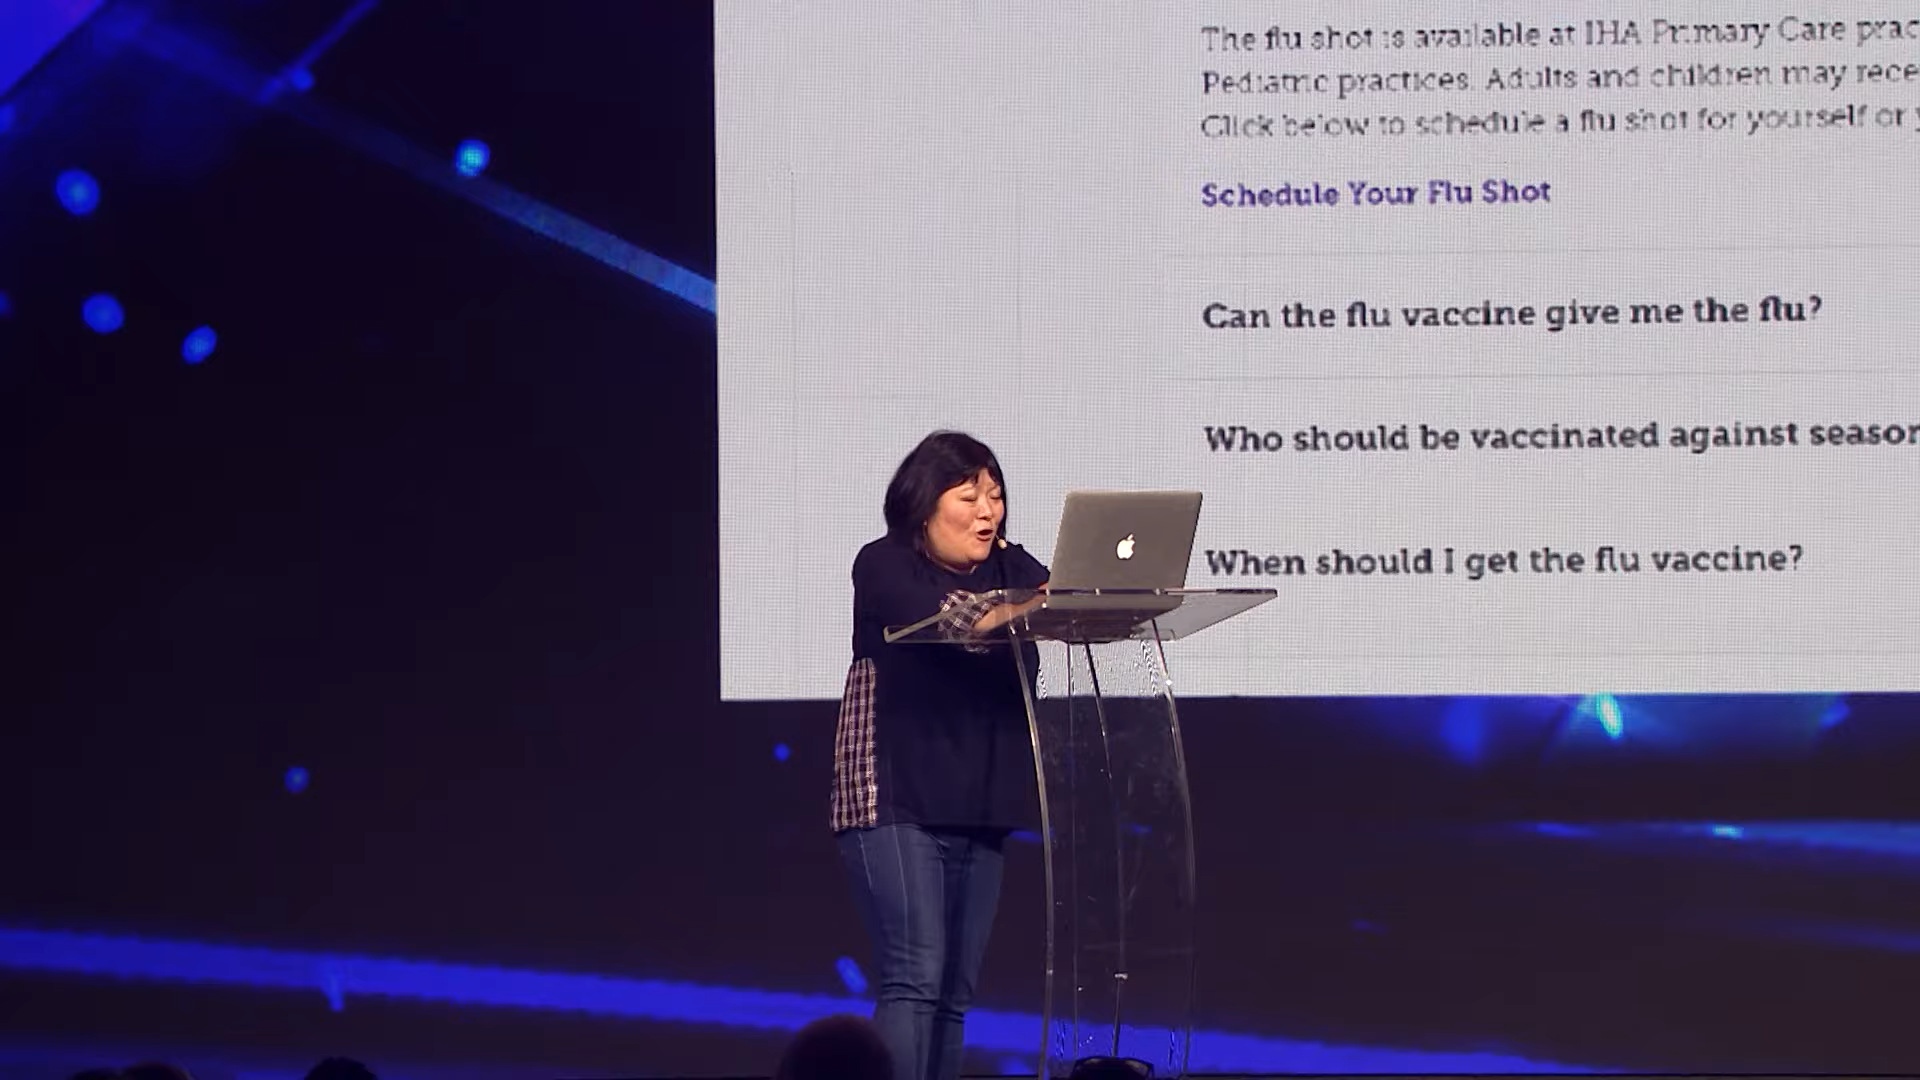 The flu shot is available at IHA Primary Care
Pediatric practices. Adults and children may
Click below to schedule a flu shot for yourself or
Schedule Your Flu Shot
Can the flu vaccine give me the flu?
Who should be vaccinated against
When should I get the flu vaccine?